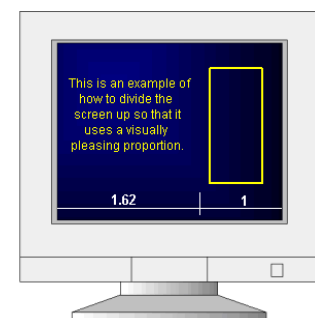 This is an example of
how to divide the
screen up so that it
uses a visually
pleasing proportion.
1.62 1